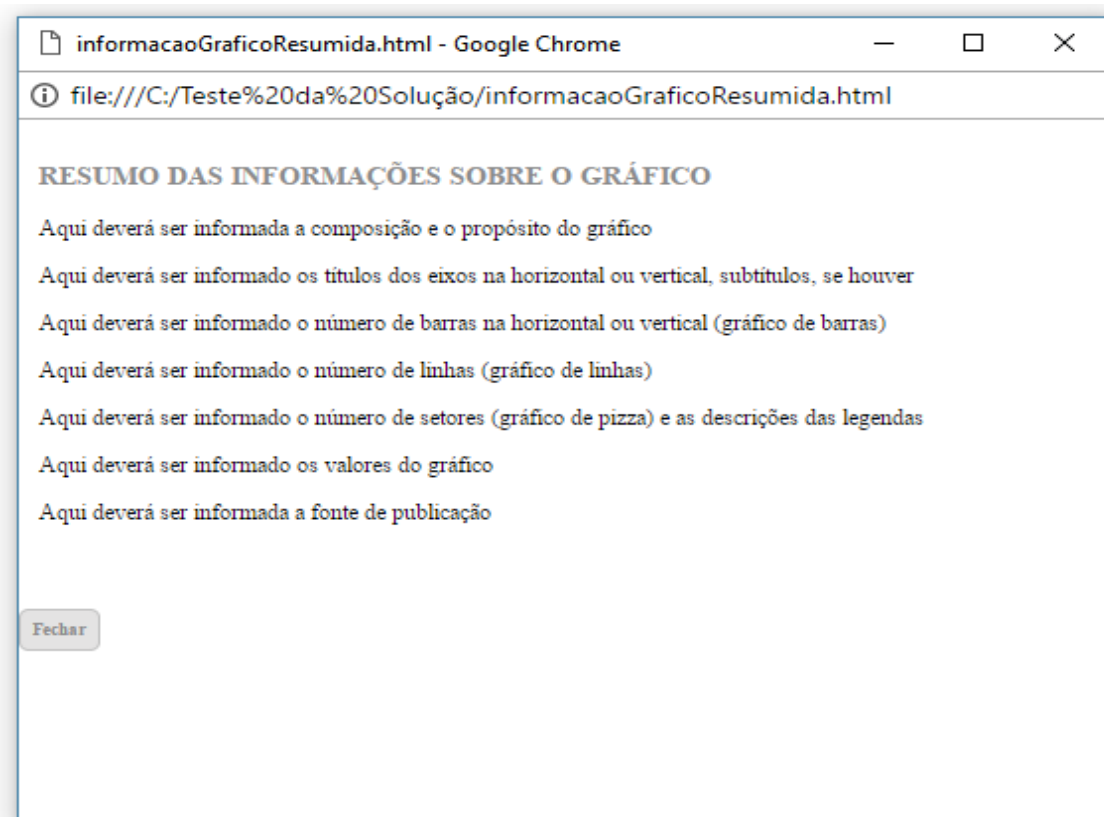 informacaoGraficoResumida.html - Google Chrome
file:///C:/Teste%20da%20Solução/informacaoGraficoResumida.html
RESUMO DAS INFORMAÇÕES SOBRE O GRÁFICO
Aqui deverá ser informada a composição e o propósito do gráfico
Aqui deverá ser informado os títulos dos eixos na horizontal ou vertical, subtítulos, se houver
Aqui deverá ser informado o número de barras na horizontal ou vertical (gráfico de barras)
Aqui deverá ser informado o número de linhas (gráfico de linhas)
Aqui deverá ser informado o número de setores (gráfico de pizza) e as descrições das legendas
Aqui deverá ser informado os valores do gráfico
Aqui deverá ser informada a fonte de publicação
Fechar